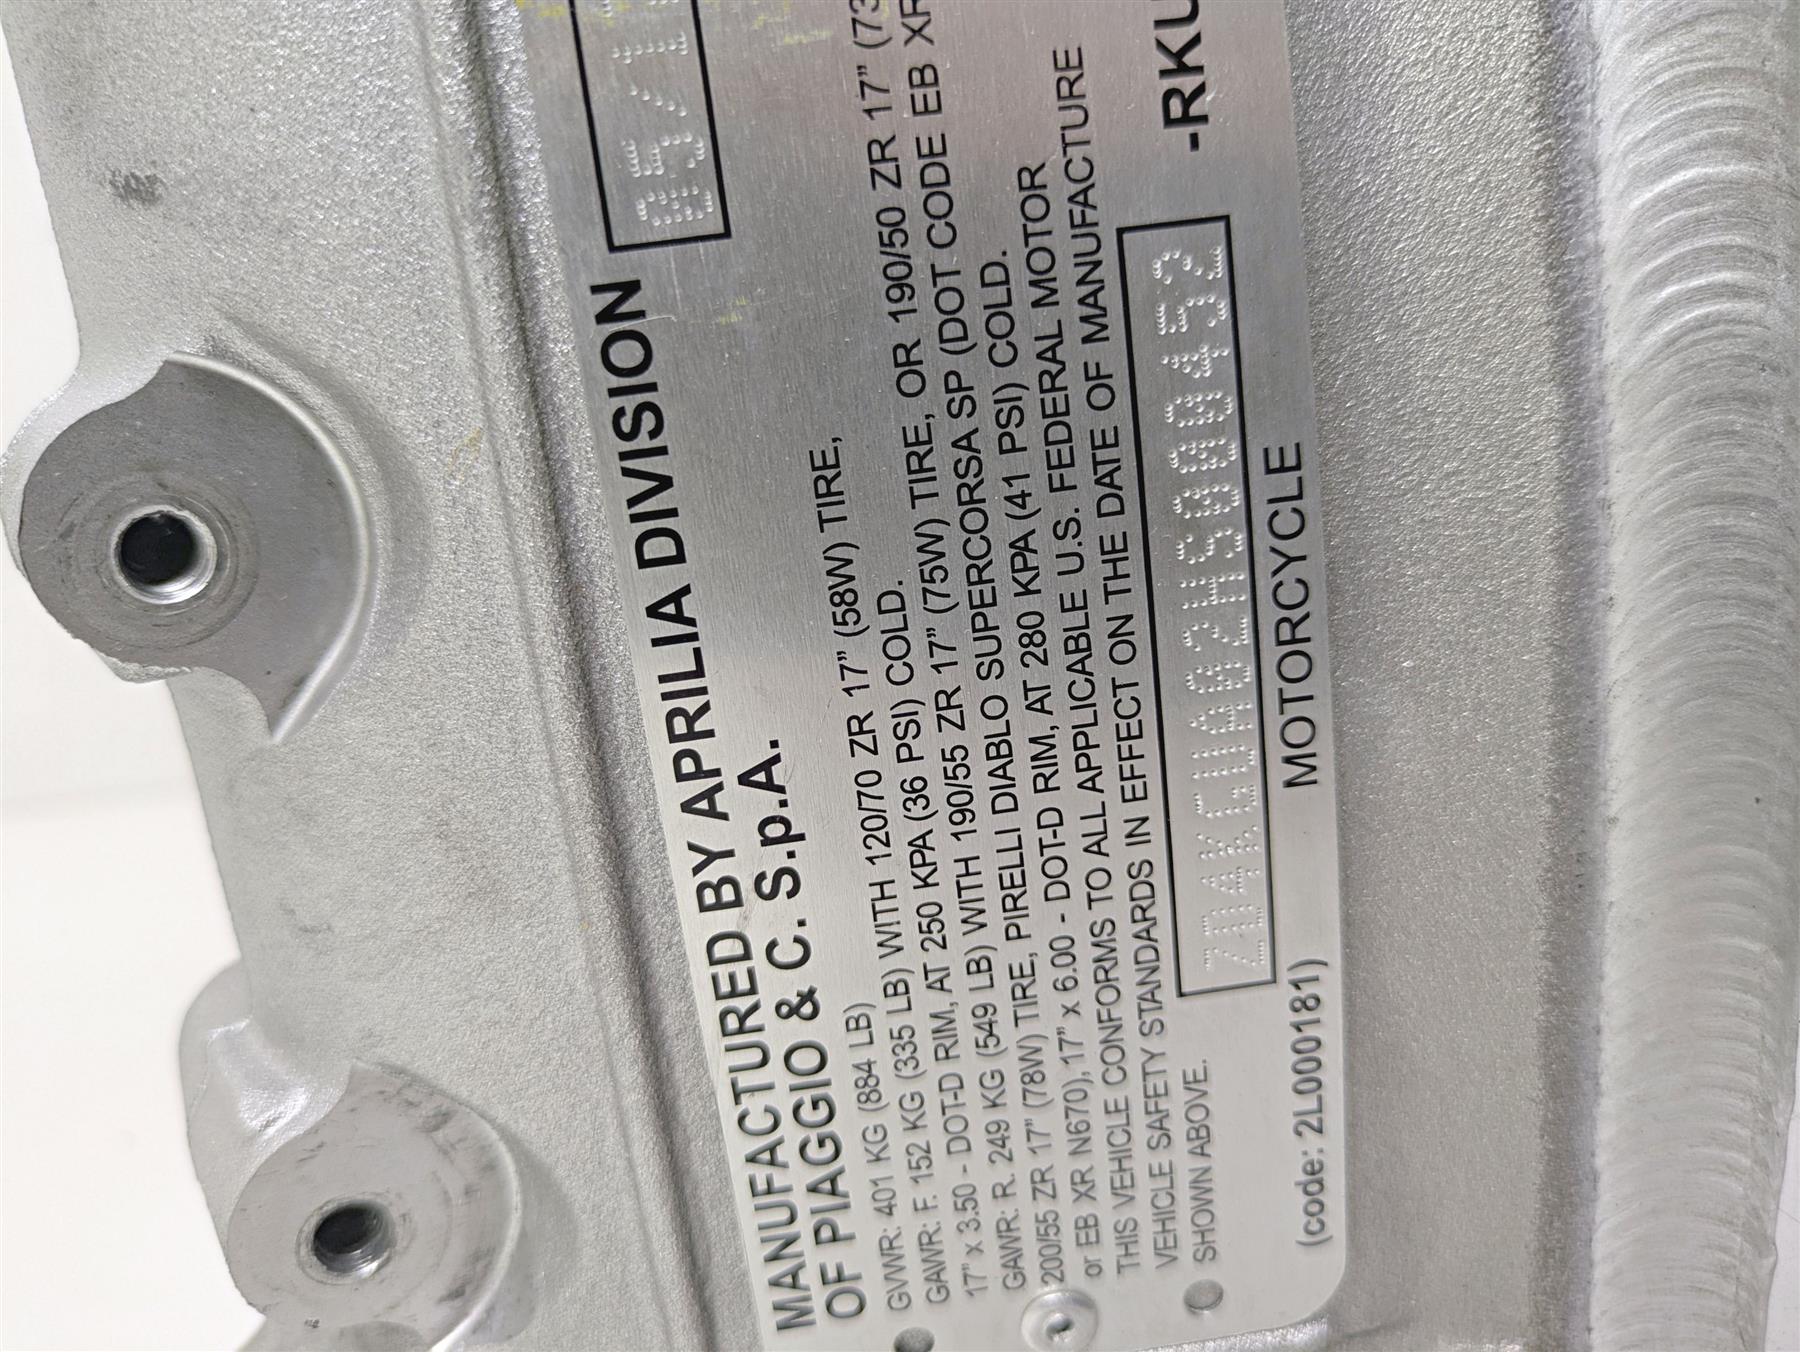 MANUFACTURED BY APRILIA DIVISION
OF PIAGGIO & C. S.p.A.
GVWR: 401 KG (884 LB)
GAWR: F. 152 KG (335 LB) WITH 120/70 ZR 17” (58W) TIRE,
17” x 3.50 - DOT-D RIM, AT 250 KPA (36 PSI) COLD.
GAWR: R. 249 KG (549 LB) WITH 190/55 ZR 17” (75W) TIRE, OR 190/50 ZR 17” (73
200/55 ZR 17” (78W) TIRE, PIRELLI DIABLO SUPERCORSA SP (DOT CODE EB XR
or EB XR N670), 17” x 6.00 - DOT-D RIM, AT 280 KPA (41 PSI) COLD.
THIS VEHICLE CONFORMS TO ALL APPLICABLE U.S. FEDERAL MOTOR
VEHICLE SAFETY STANDARDS IN EFFECT ON THE DATE OF MANUFACTURE
SHOWN ABOVE. -RKU
(code: 2L000181) MOTORCYCLE